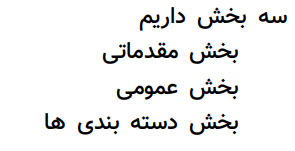 سه بخش داریم
بخش مقدماتی
بخش عمومی
بخش دسته بندی ها